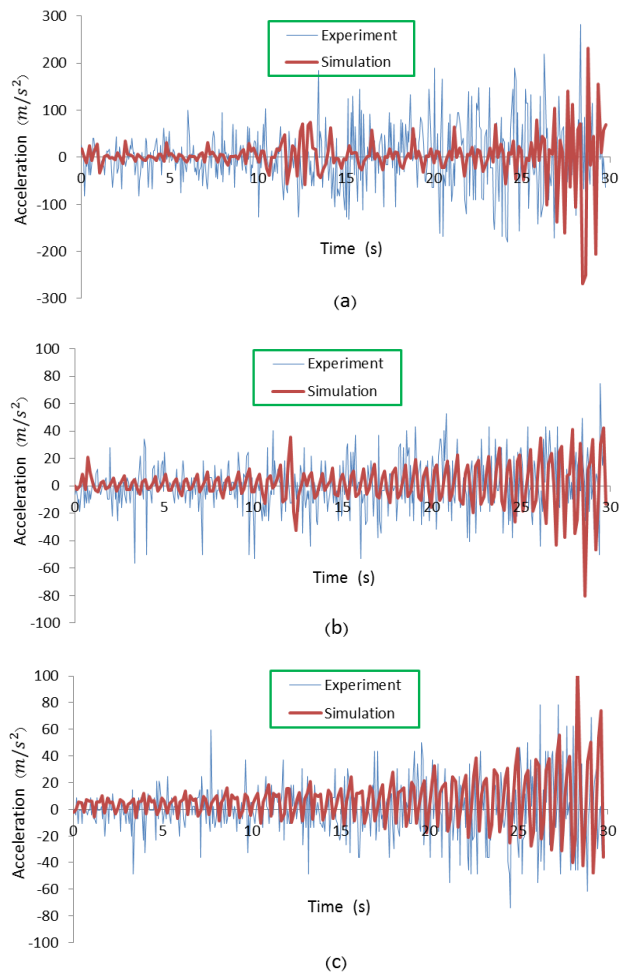 300
200
100
0
-100
-200
-300
Acceleration (m/s²)
Experiment
Simulation
0 5 10 15 20 25 30
Time (s)
(a)
100
80
60
40
20
0
-20
-40
-60
-80
-100
Acceleration (m/s²)
Experiment
Simulation
0 5 10 15 20 25 30
Time (s)
(b)
100
80
60
40
20
0
-20
-40
-60
-80
-100
Acceleration (m/s²)
Experiment
Simulation
0 5 10 15 20 25 30
Time (s)
(c)